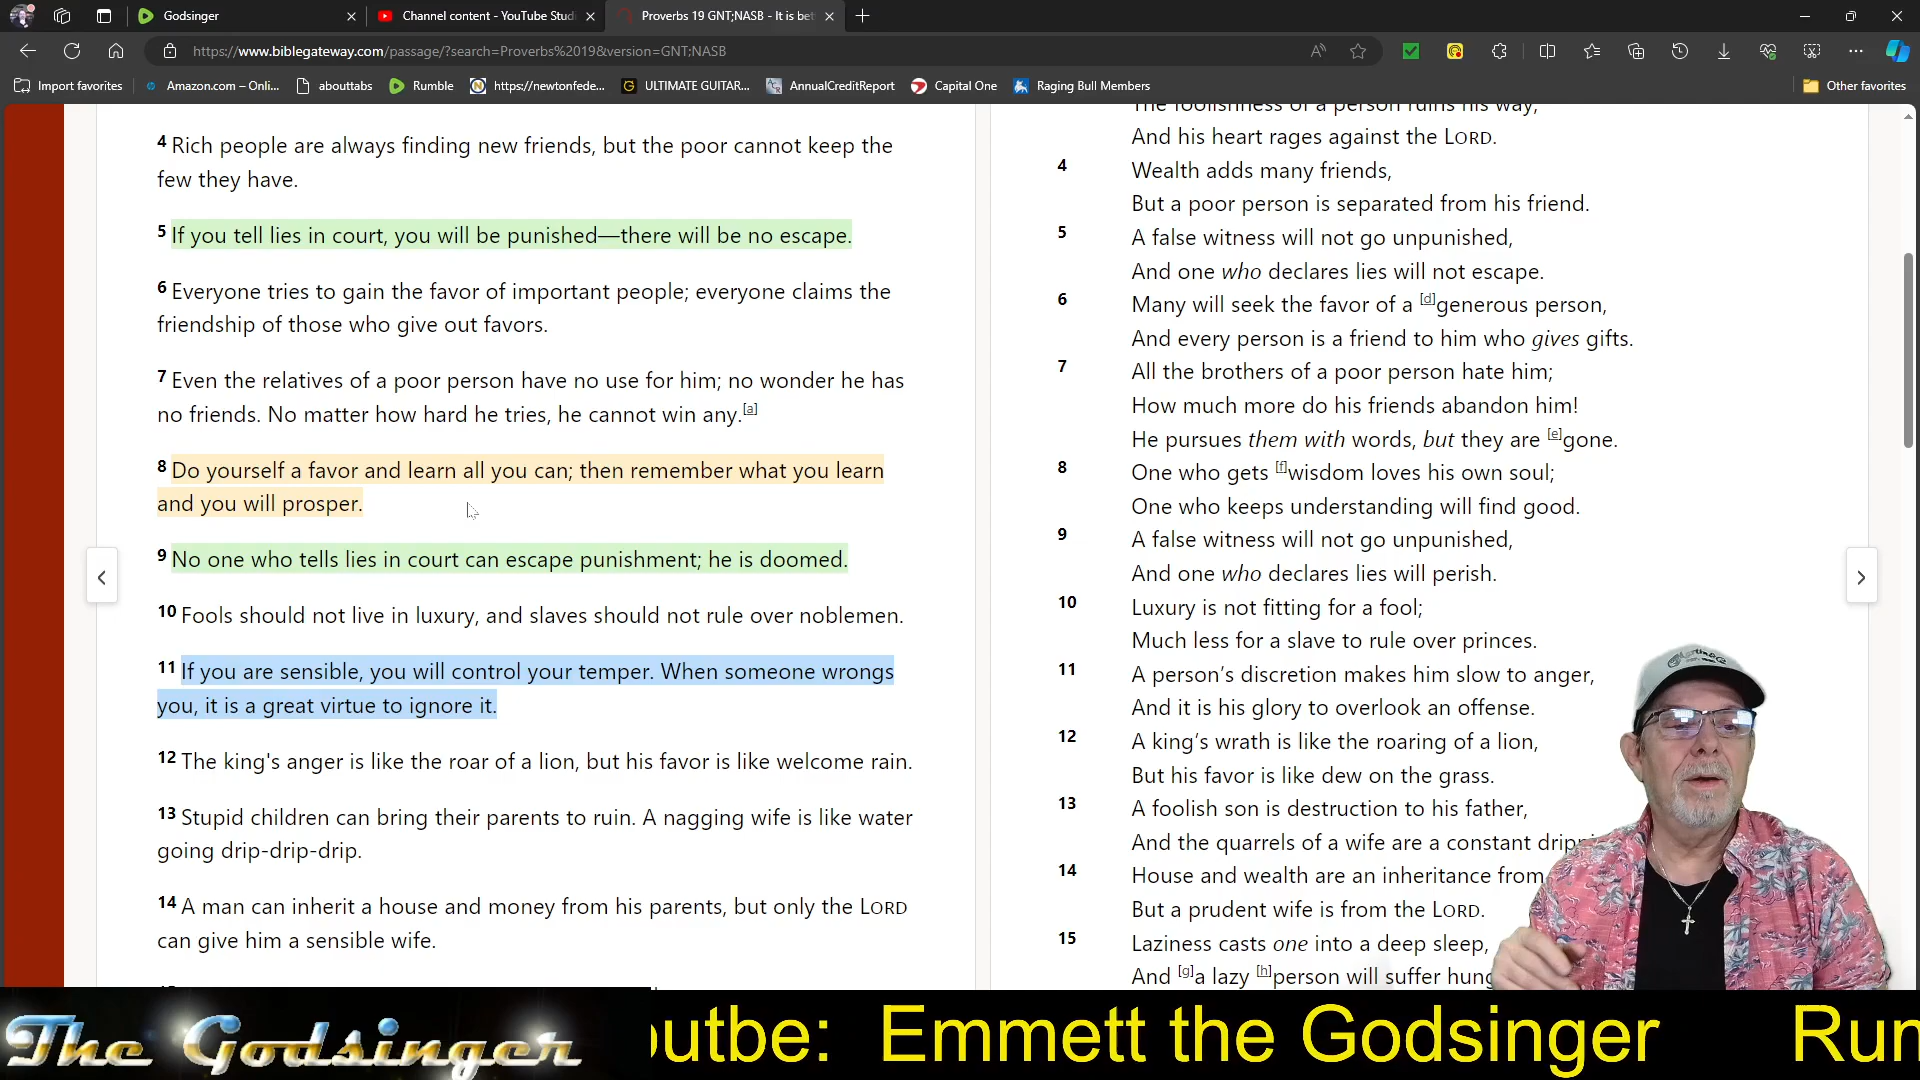 Godsinger
Channel content - YouTube Studi
Proverbs 19 GNT;NASB - It is bet
https://www.biblegateway.com/passage/?search=Proverbs%2019&version=GNT;NASB
Import favorites
Amazon.com – Onli...
abouttabs
Rumble
https://newtonfede...
ULTIMATE GUITAR...
AnnualCreditReport
Capital One
Raging Bull Members
Other favorites
4 Rich people are always finding new friends, but the poor cannot keep the
few they have.
5 If you tell lies in court, you will be punished—there will be no escape.
6 Everyone tries to gain the favor of important people; everyone claims the
friendship of those who give out favors.
7 Even the relatives of a poor person have no use for him; no wonder he has
no friends. No matter how hard he tries, he cannot win any.[a]
8 Do yourself a favor and learn all you can; then remember what you learn
and you will prosper.
9 No one who tells lies in court can escape punishment; he is doomed.
10 Fools should not live in luxury, and slaves should not rule over noblemen.
11 If you are sensible, you will control your temper. When someone wrongs
you, it is a great virtue to ignore it.
12 The king's anger is like the roar of a lion, but his favor is like welcome rain.
13 Stupid children can bring their parents to ruin. A nagging wife is like water
going drip-drip-drip.
14 A man can inherit a house and money from his parents, but only the LORD
can give him a sensible wife.
The foolishness of a person ruins his way,
And his heart rages against the LORD.
4 Wealth adds many friends,
But a poor person is separated from his friend.
5 A false witness will not go unpunished,
And one who declares lies will not escape.
6 Many will seek the favor of a [d]generous person,
And every person is a friend to him who gives gifts.
7 All the brothers of a poor person hate him;
How much more do his friends abandon him!
He pursues them with words, but they are [e]gone.
8 One who gets [f]wisdom loves his own soul;
One who keeps understanding will find good.
9 A false witness will not go unpunished,
And one who declares lies will perish.
10 Luxury is not fitting for a fool;
Much less for a slave to rule over princes.
11 A person’s discretion makes him slow to anger,
And it is his glory to overlook an offense.
12 A king’s wrath is like the roaring of a lion,
But his favor is like dew on the grass.
13 A foolish son is destruction to his father,
And the quarrels of a wife are a constant dripp
14 House and wealth are an inheritance from
But a prudent wife is from the LORD.
15 Laziness casts one into a deep sleep,
And [g]a lazy [h]person will suffer hung
The Godsinger
outbe: Emmett the Godsinger Rum